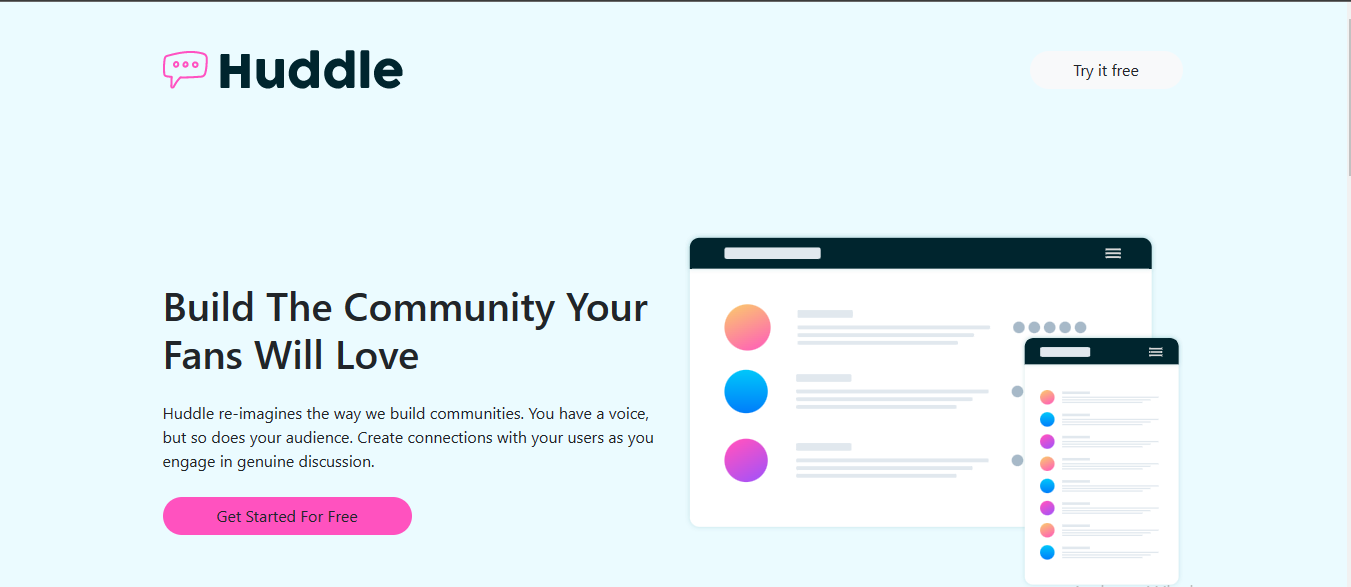 Huddle
Try it free
Build The Community Your
Fans Will Love
Huddle re-imagines the way we build communities. You have a voice,
but so does your audience. Create connections with your users as you
engage in genuine discussion.
Get Started For Free